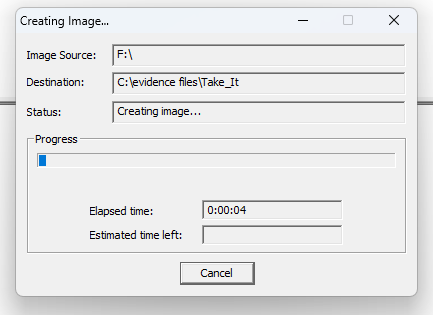 Creating Image...
Image Source: F:\
Destination: C:\evidence files\Take_It
Status: Creating image...
Progress
Elapsed time: 0:00:04
Estimated time left:
Cancel